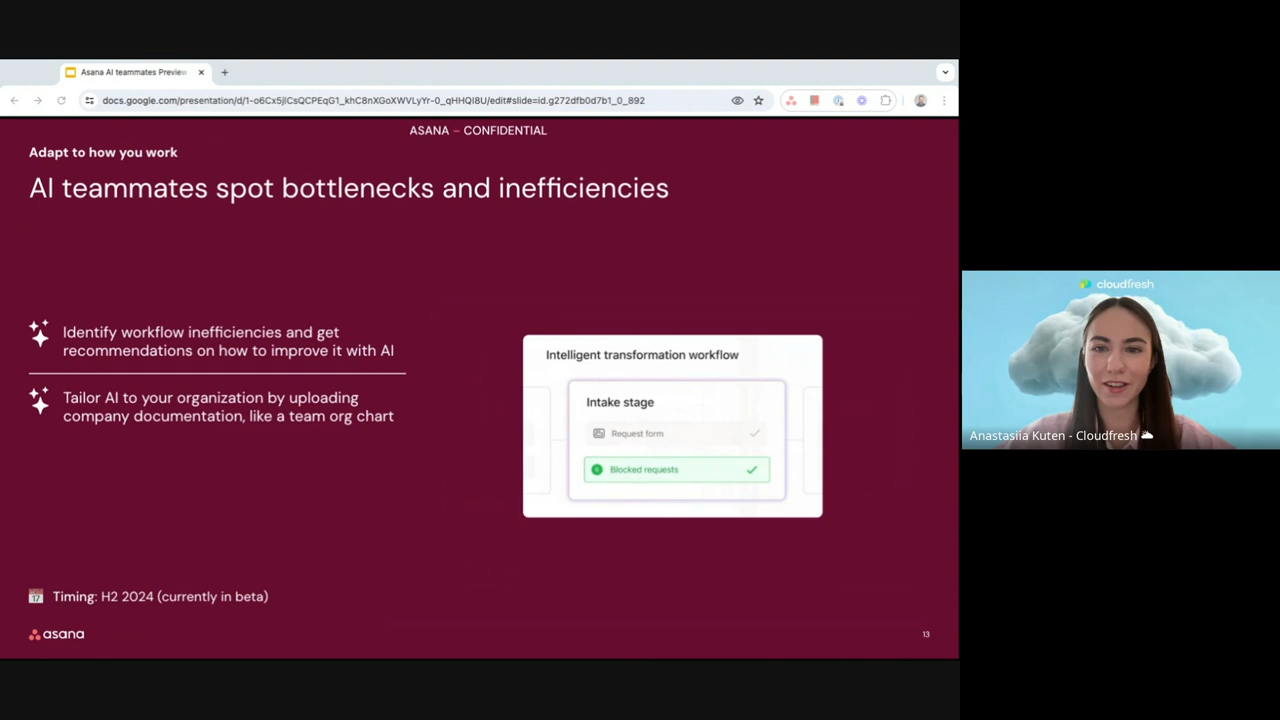 Asana AI teammates Preview
docs.google.com/presentation/d/1-o6Cx5jlCsQCPEqG1_khC8nXGoXWVLyYr-0_qHHQI8U/edit#slide=id.g272dfb0d7b1_0_892
ASANA – CONFIDENTIAL
Adapt to how you work
AI teammates spot bottlenecks and inefficiencies
Identify workflow inefficiencies and get
recommendations on how to improve it with AI
Tailor AI to your organization by uploading
company documentation, like a team org chart
Intelligent transformation workflow
Intake stage
Request form
Blocked requests
17
Timing: H2 2024 (currently in beta)
asana
13
cloudfresh
Anastasiia Kuten - Cloudfresh